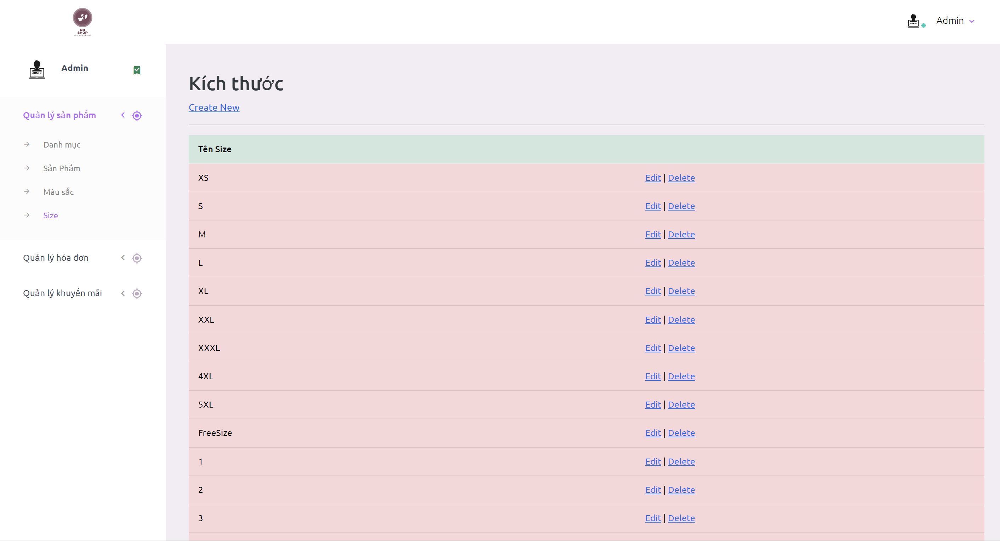 NH
SHOP
Admin
ADMIN
Admin
ADMIN
Quản lý sản phẩm
Danh mục
Sản Phẩm
Màu sắc
Size
Quản lý hóa đơn
Quản lý khuyến mãi
Kích thước
Create New
Tên Size
XS Edit | Delete
S Edit | Delete
M Edit | Delete
L Edit | Delete
XL Edit | Delete
XXL Edit | Delete
XXXL Edit | Delete
4XL Edit | Delete
5XL Edit | Delete
FreeSize Edit | Delete
1 Edit | Delete
2 Edit | Delete
3 Edit | Delete